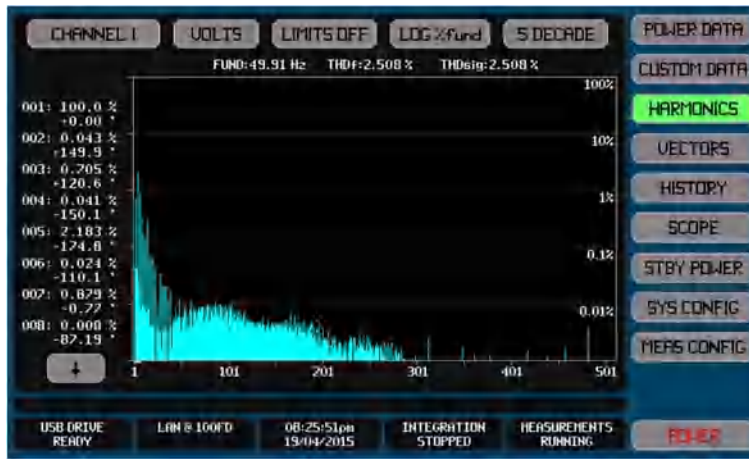 CHANNEL 1 VOLTS LIMITS OFF LOG %fund 5 DECADE
FUND:49.91 Hz THDf:2.508 % THDsig:2.508 %
001: 100.0 %
+0.00 °
002: 0.043 %
-149.9 °
003: 0.705 %
-120.6 °
004: 0.041 %
-150.1 °
005: 2.183 %
-174.8 °
006: 0.024 %
-110.1 °
007: 0.879 %
-0.77 °
008: 0.008 %
-87.19 °
100%
10%
1%
0.1%
0.01%
1 101 201 301 401 501
USB DRIVE
READY
LAN @ 100FD
08:25:51pm
19/04/2015
INTEGRATION
STOPPED
MEASUREMENTS
RUNNING
POWER DATA
CUSTOM DATA
HARMONICS
VECTORS
HISTORY
SCOPE
STBY POWER
SYS CONFIG
MEAS CONFIG
POWER